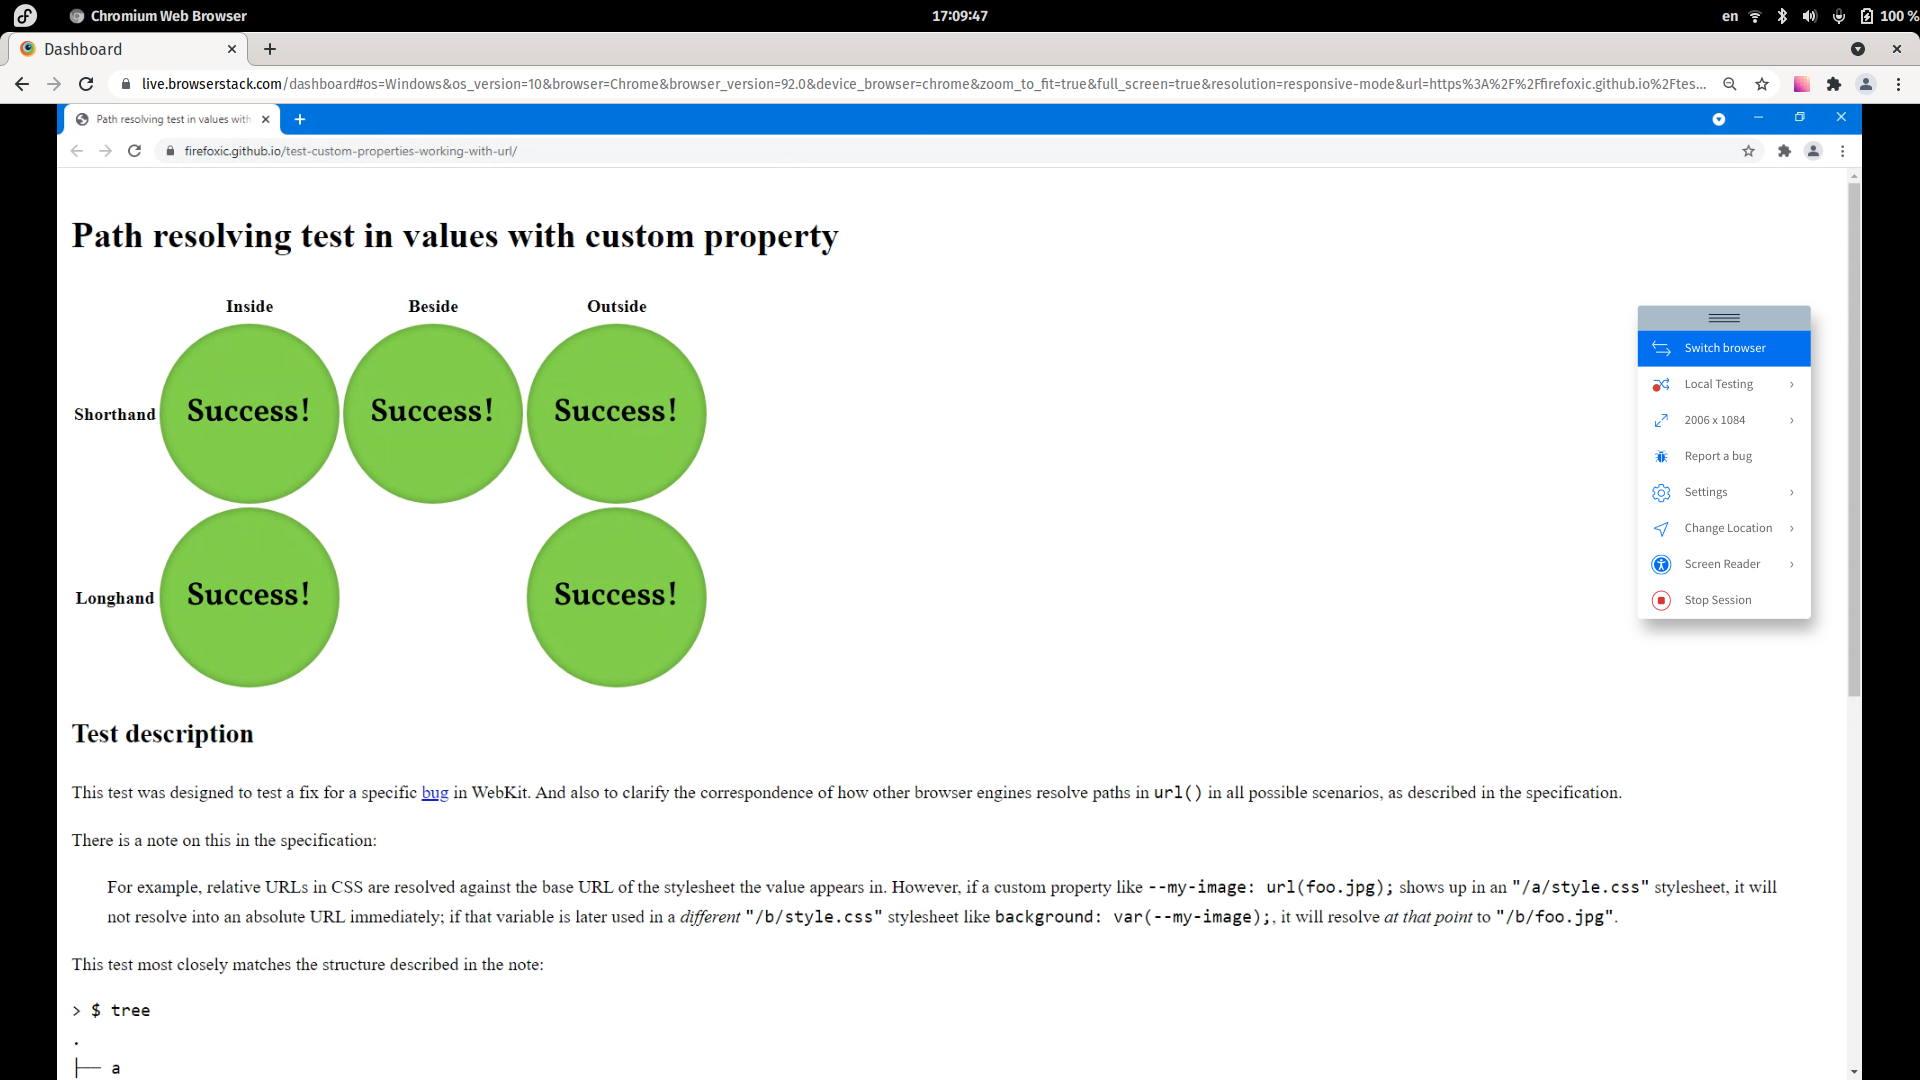 Chromium Web Browser
17:09:47
en
100 %
Dashboard
live.browserstack.com/dashboard#os=Windows&os_version=10&browser=Chrome&browser_version=92.0&device_browser=chrome&zoom_to_fit=true&full_screen=true&resolution=responsive-mode&url=https%3A%2F%2Ffirefoxic.github.io%2Ftes...
Path resolving test in values with
firefoxic.github.io/test-custom-properties-working-with-url/
Path resolving test in values with custom property
Inside Beside Outside
Shorthand Success! Success! Success!
Longhand Success! Success!
Switch browser
Local Testing
2006 x 1084
Report a bug
Settings
Change Location
Screen Reader
Stop Session
Test description
This test was designed to test a fix for a specific bug in WebKit. And also to clarify the correspondence of how other browser engines resolve paths in url() in all possible scenarios, as described in the specification.
There is a note on this in the specification:
For example, relative URLs in CSS are resolved against the base URL of the stylesheet the value appears in. However, if a custom property like --my-image: url(foo.jpg); shows up in an "/a/style.css" stylesheet, it will
not resolve into an absolute URL immediately; if that variable is later used in a different "/b/style.css" stylesheet like background: var(--my-image);, it will resolve at that point to "/b/foo.jpg".
This test most closely matches the structure described in the note:
> $ tree
.
├── a